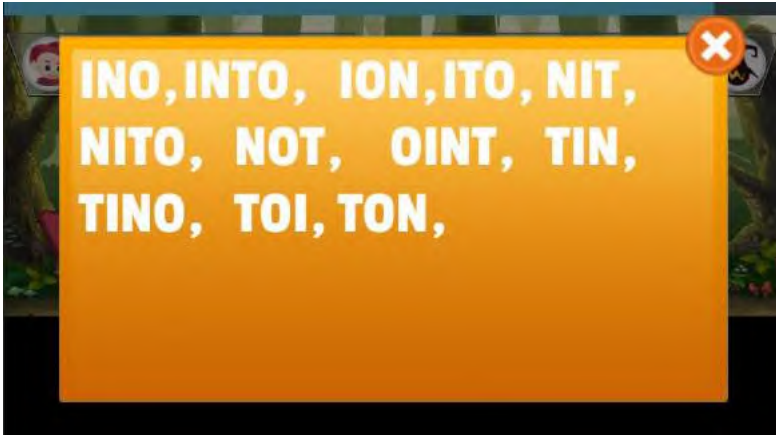 INO, INTO, ION, ITO, NIT,
NITO, NOT, OINT, TIN,
TINO, TOI, TON,